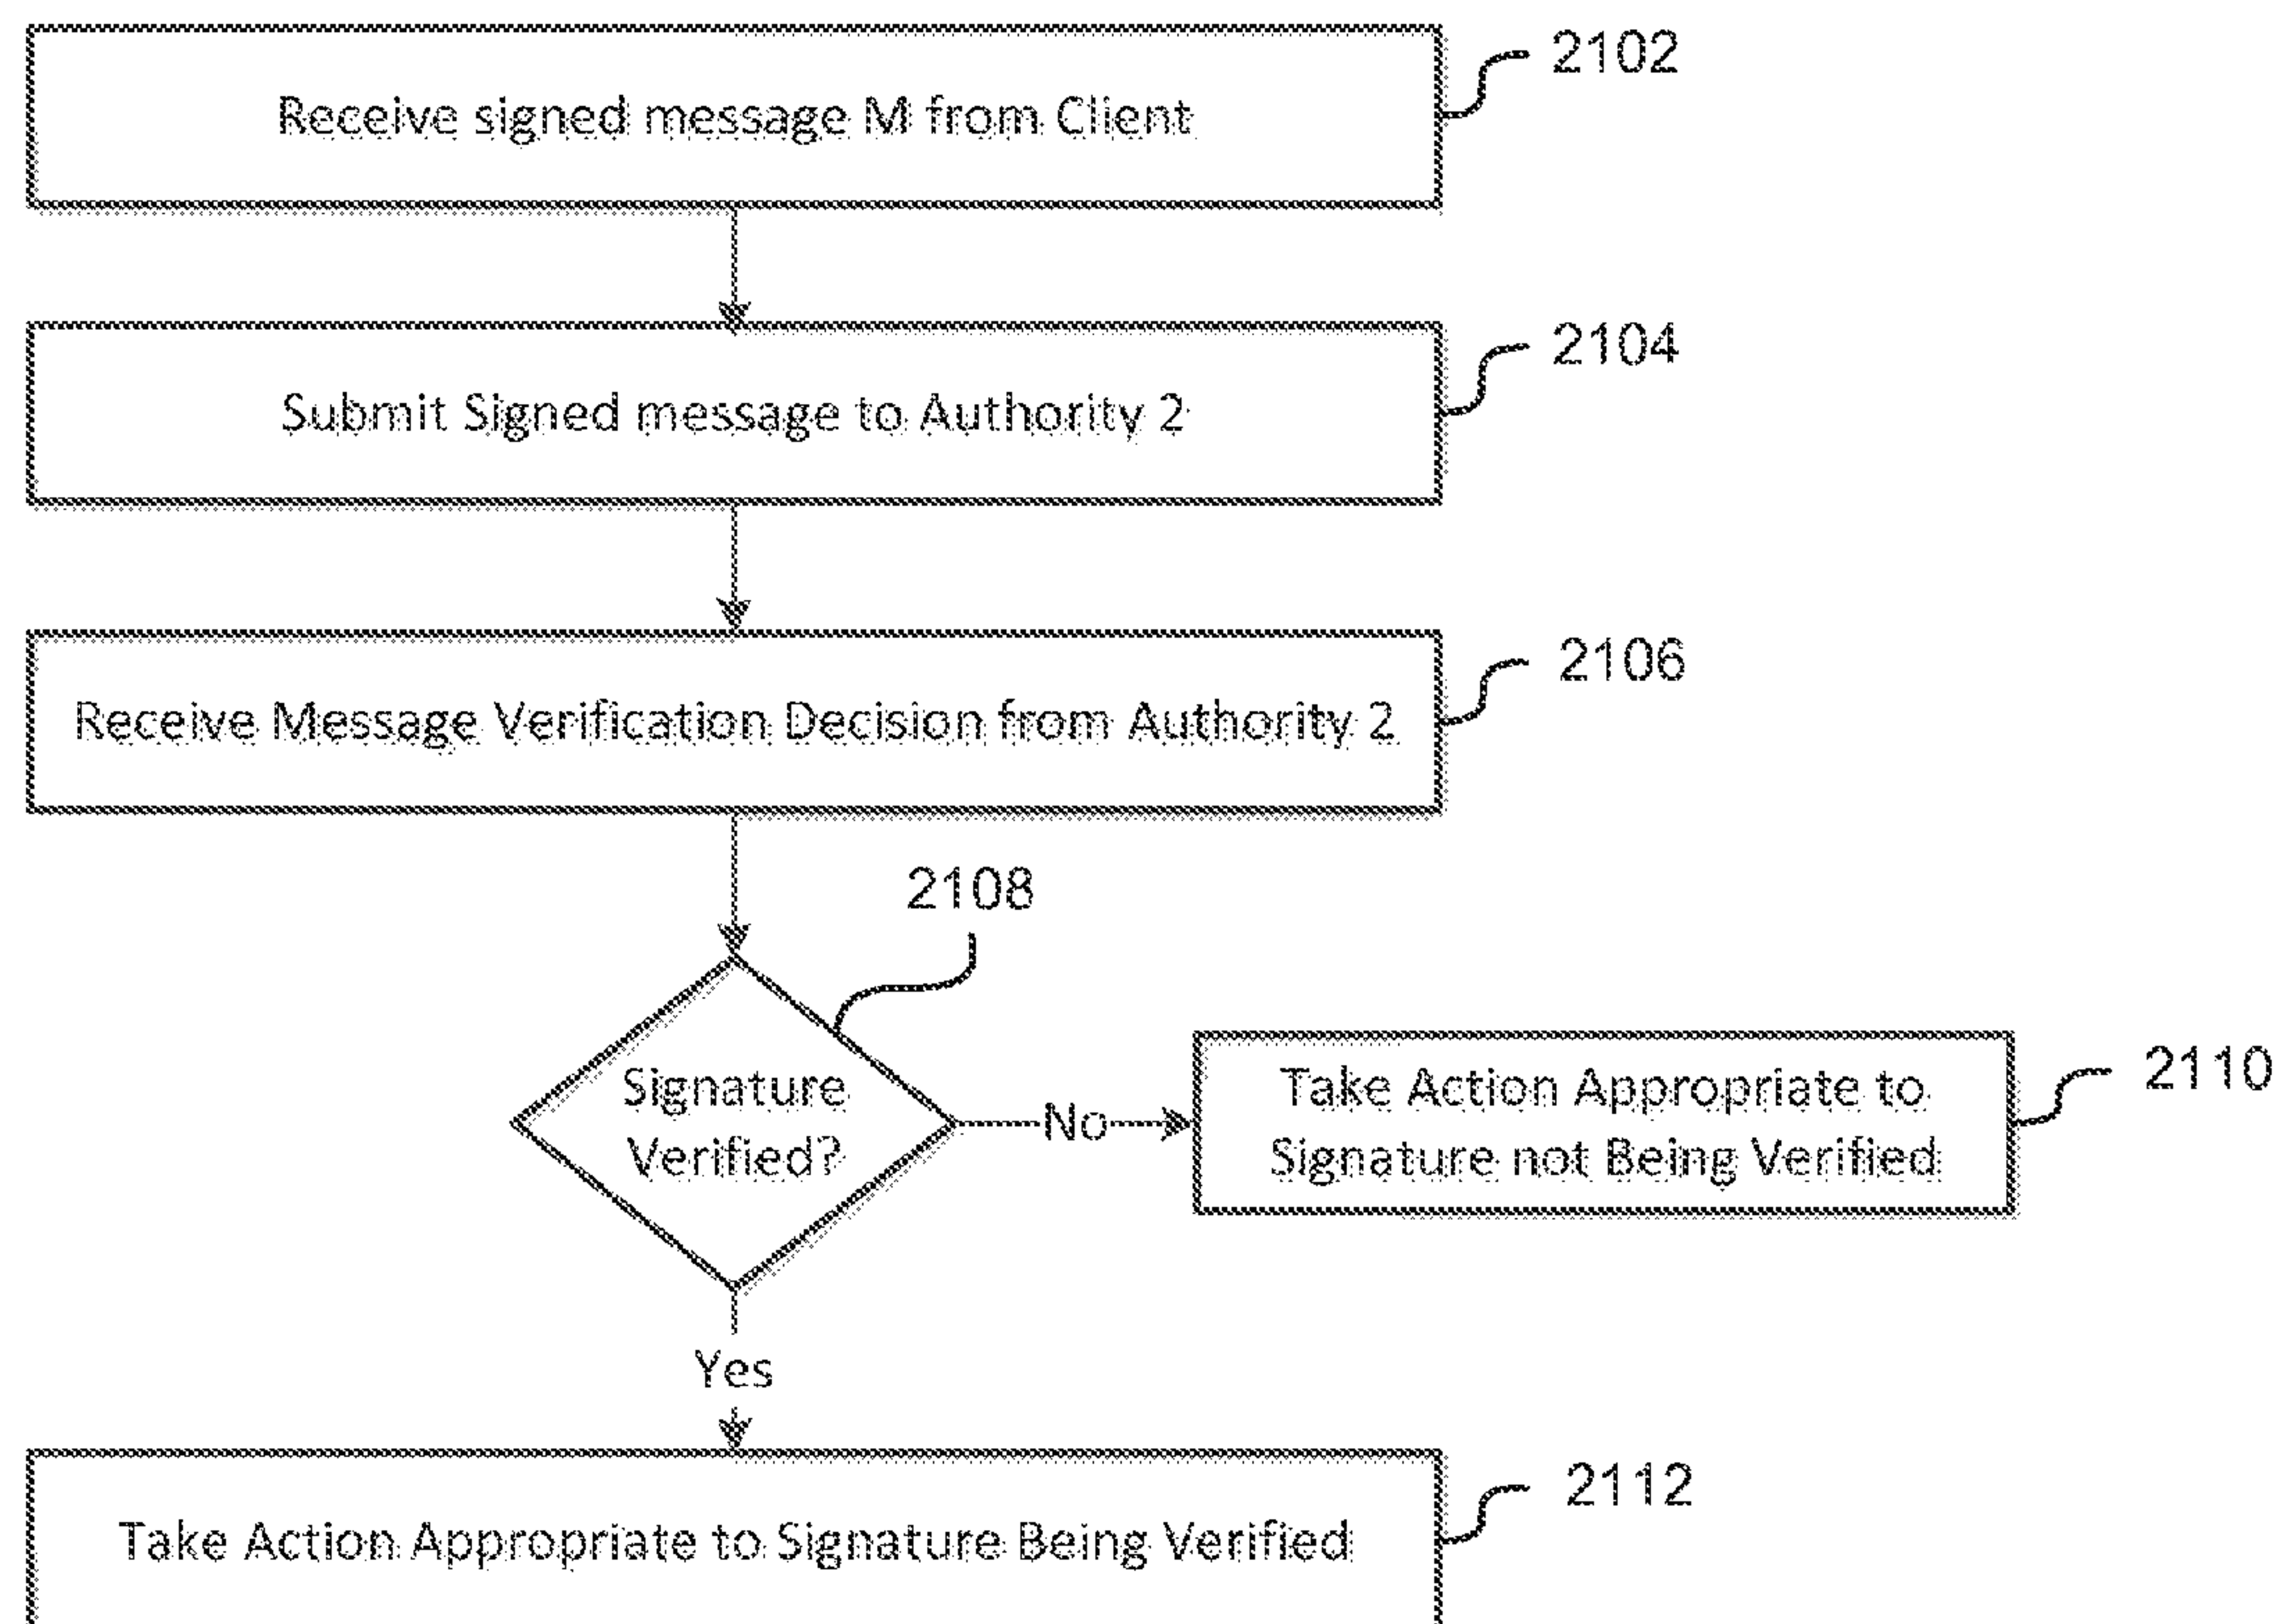 Receive signed message M from Client
2102
Submit Signed message to Authority 2
2104
Receive Message Verification Decision from Authority 2
2106
2108
Signature
Verified?
No
Take Action Appropriate to
Signature not Being Verified
2110
Yes
Take Action Appropriate to Signature Being Verified
2112